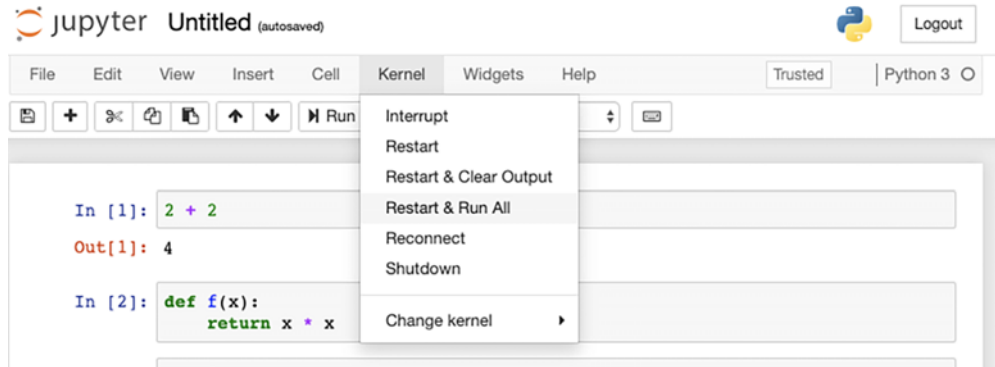 jupyter Untitled (autosaved)
Logout
File Edit View Insert Cell Kernel Widgets Help
Trusted Python 3
Run
Interrupt
Restart
Restart & Clear Output
Restart & Run All
Reconnect
Shutdown
Change kernel
In [1]: 2 + 2
Out[1]: 4
In [2]: def f(x):
return x * x